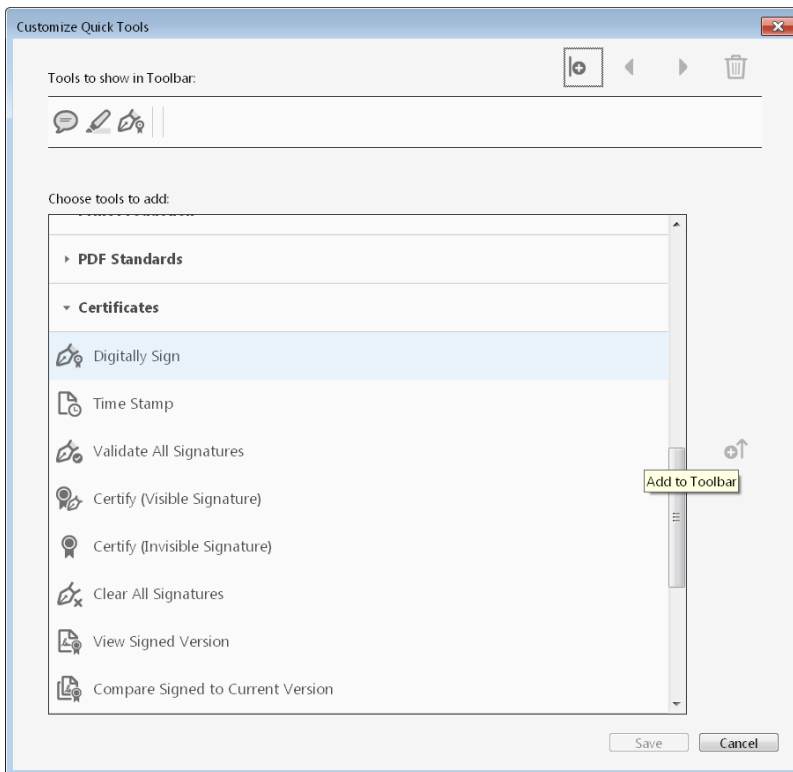 Customize Quick Tools
Tools to show in Toolbar:
Choose tools to add:
PDF Standards
Certificates
Digitally Sign
Time Stamp
Validate All Signatures
Add to Toolbar
Certify (Visible Signature)
Certify (Invisible Signature)
Clear All Signatures
View Signed Version
Compare Signed to Current Version
Save
Cancel